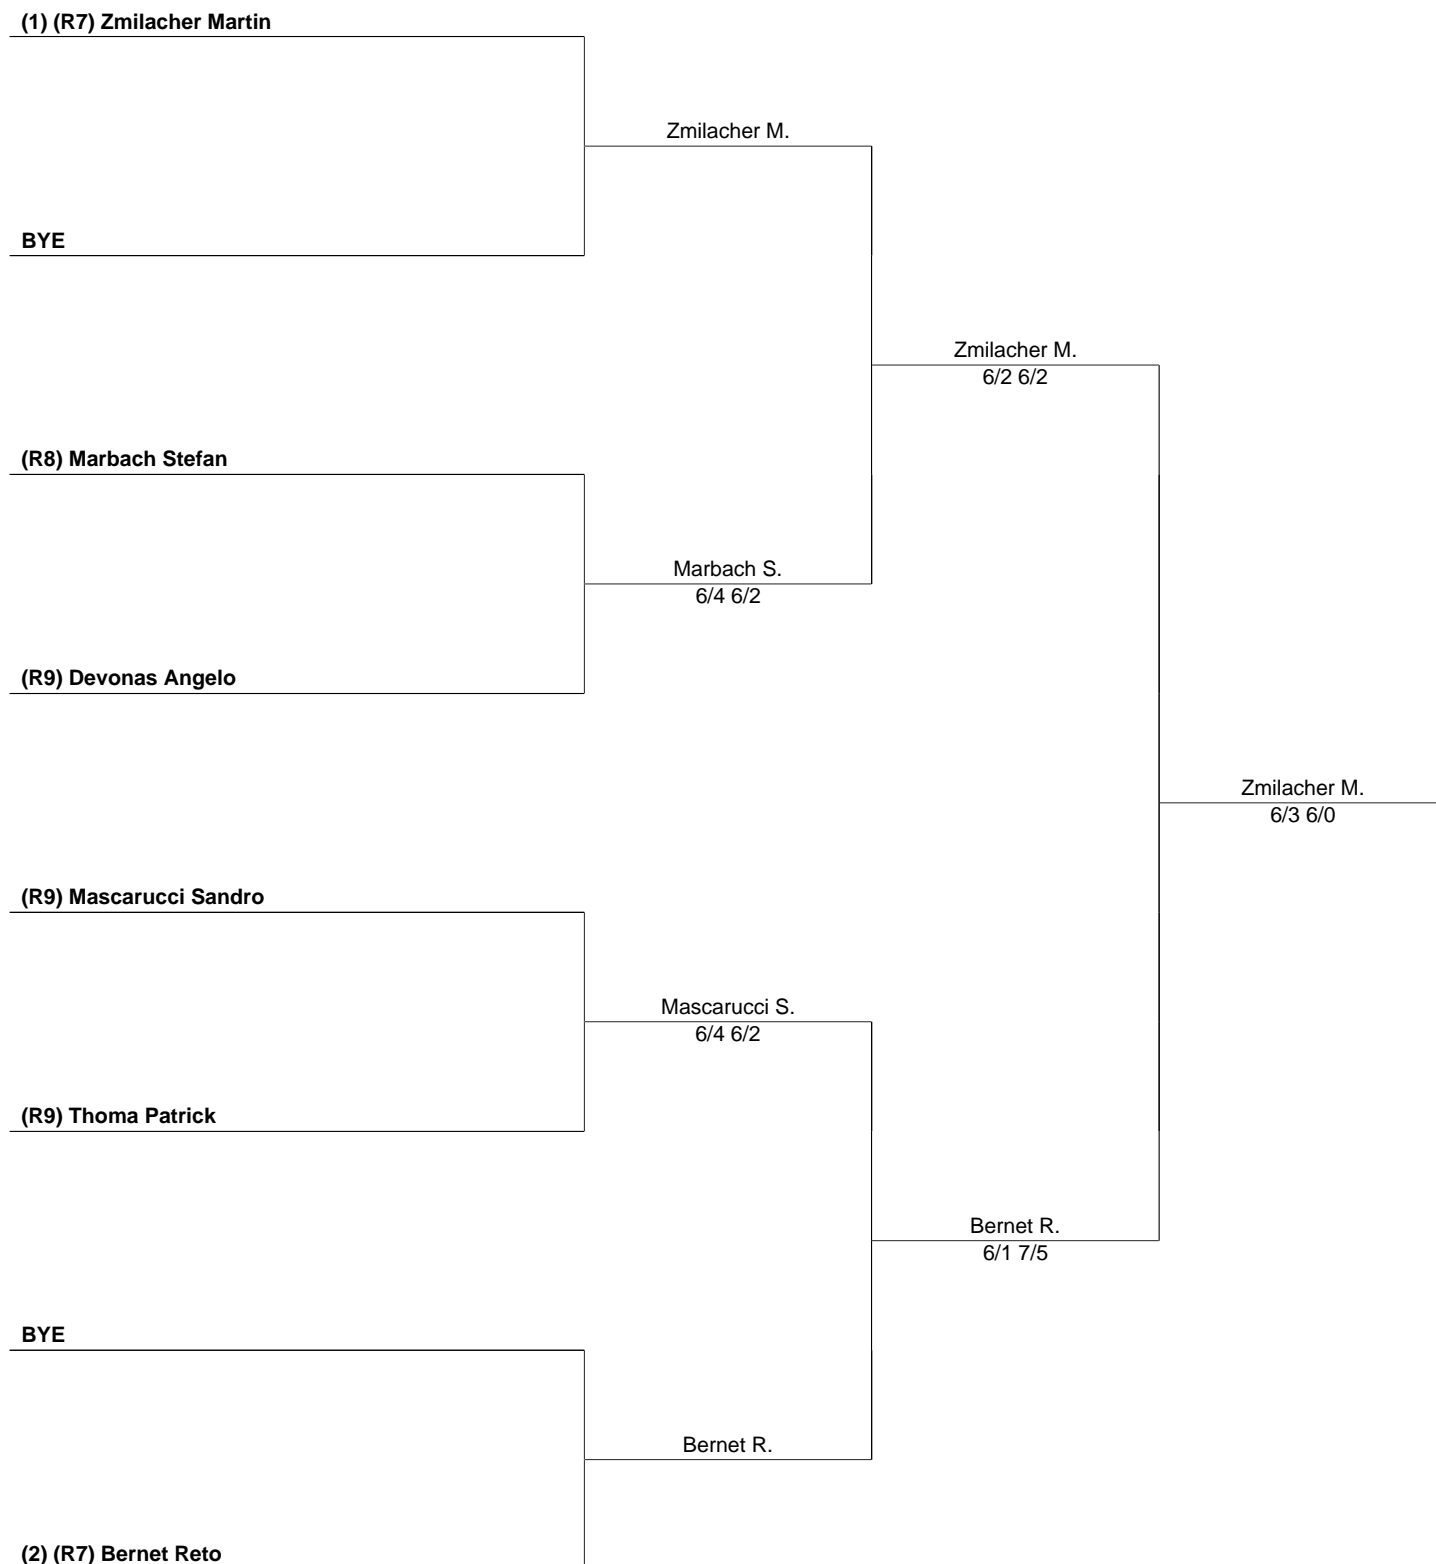 (1) (R7) Zmilacher Martin
Zmilacher M.
BYE
Zmilacher M.
6/2 6/2
(R8) Marbach Stefan
Marbach S.
6/4 6/2
(R9) Devonas Angelo
Zmilacher M.
6/3 6/0
(R9) Mascarucci Sandro
Mascarucci S.
6/4 6/2
(R9) Thoma Patrick
Bernet R.
6/1 7/5
BYE
Bernet R.
(2) (R7) Bernet Reto